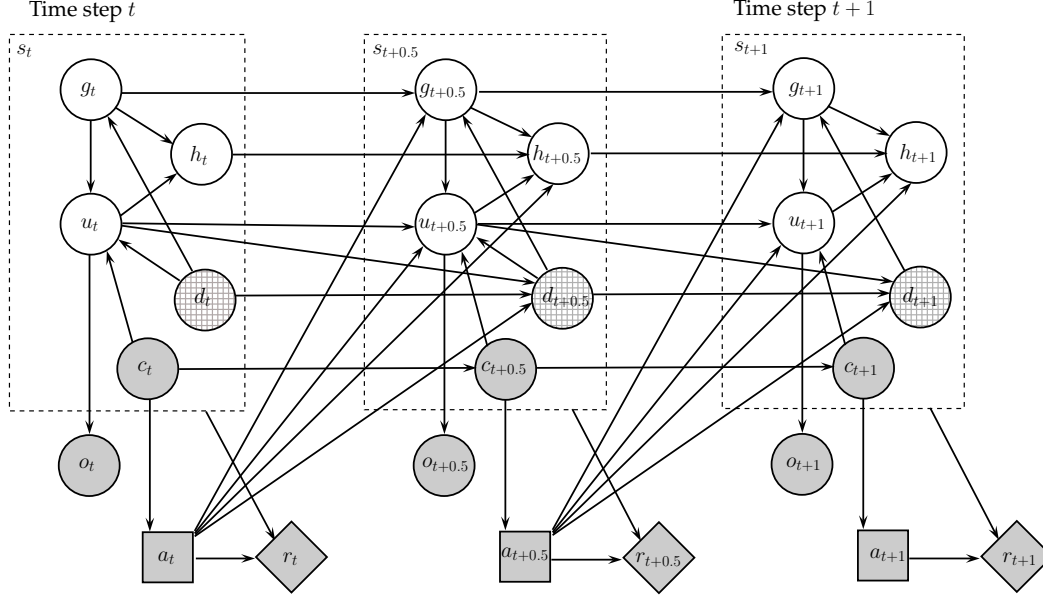 Time step t
Time step t + 1
s_t
s_{t+0.5}
s_{t+1}
g_t
g_{t+0.5}
g_{t+1}
h_t
h_{t+0.5}
h_{t+1}
u_t
u_{t+0.5}
u_{t+1}
d_t
d_{t+0.5}
d_{t+1}
c_t
c_{t+0.5}
c_{t+1}
o_t
o_{t+0.5}
o_{t+1}
a_t
r_t
a_{t+0.5}
r_{t+0.5}
a_{t+1}
r_{t+1}